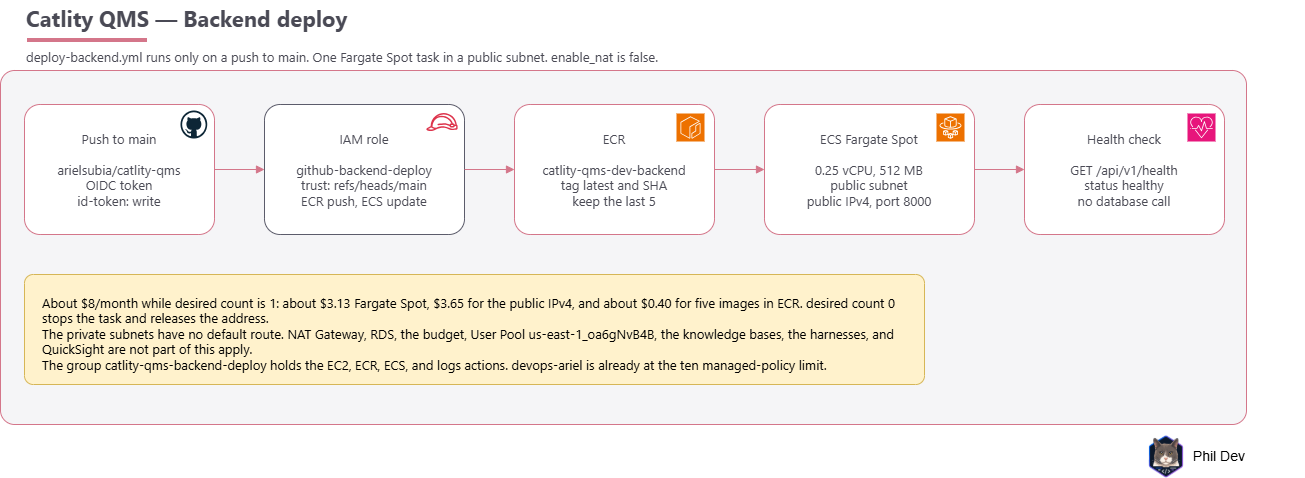 Catlity QMS — Backend deploy
deploy-backend.yml runs only on a push to main. One Fargate Spot task in a public subnet. enable_nat is false.
Push to main
arielsubia/catlity-qms
OIDC token
id-token: write
IAM role
github-backend-deploy
trust: refs/heads/main
ECR push, ECS update
ECR
catlity-qms-dev-backend
tag latest and SHA
keep the last 5
ECS Fargate Spot
0.25 vCPU, 512 MB
public subnet
public IPv4, port 8000
Health check
GET /api/v1/health
status healthy
no database call
About $8/month while desired count is 1: about $3.13 Fargate Spot, $3.65 for the public IPv4, and about $0.40 for five images in ECR. desired count 0
stops the task and releases the address.
The private subnets have no default route. NAT Gateway, RDS, the budget, User Pool us-east-1_oa6gNvB4B, the knowledge bases, the harnesses, and
QuickSight are not part of this apply.
The group catlity-qms-backend-deploy holds the EC2, ECR, ECS, and logs actions. devops-ariel is already at the ten managed-policy limit.
Phil Dev